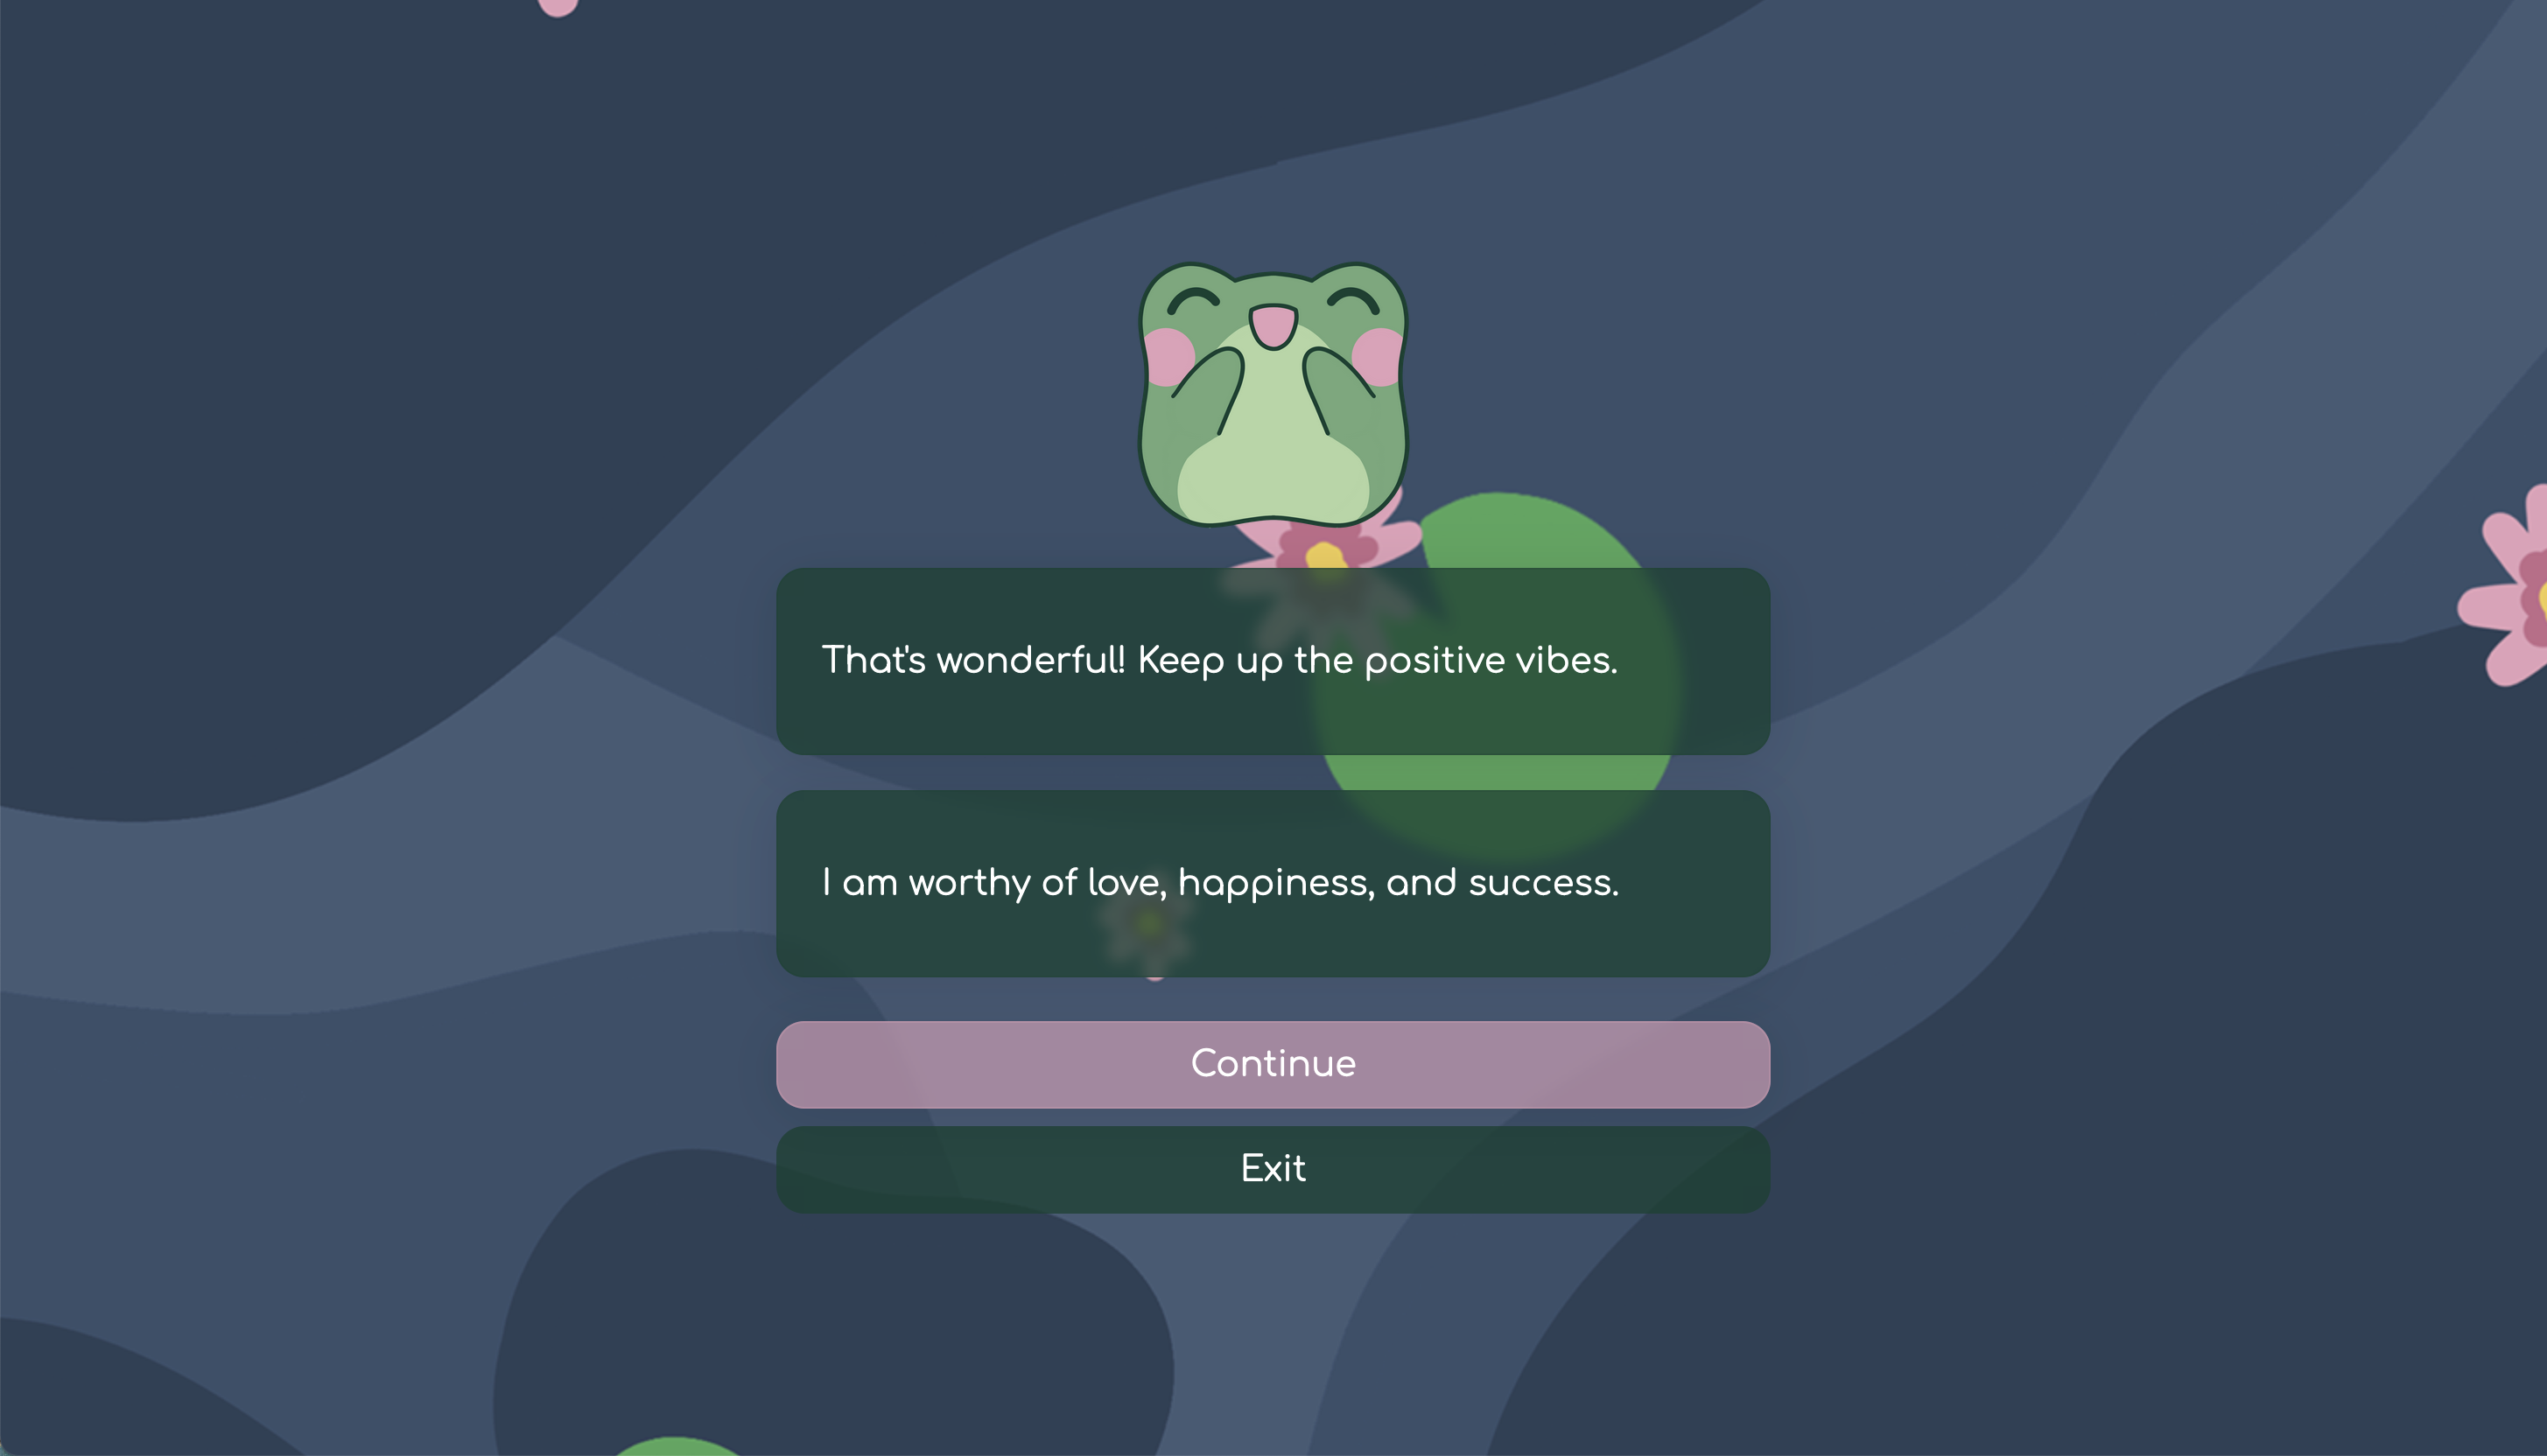 That's wonderful! Keep up the positive vibes.
I am worthy of love, happiness, and success.
Continue
Exit